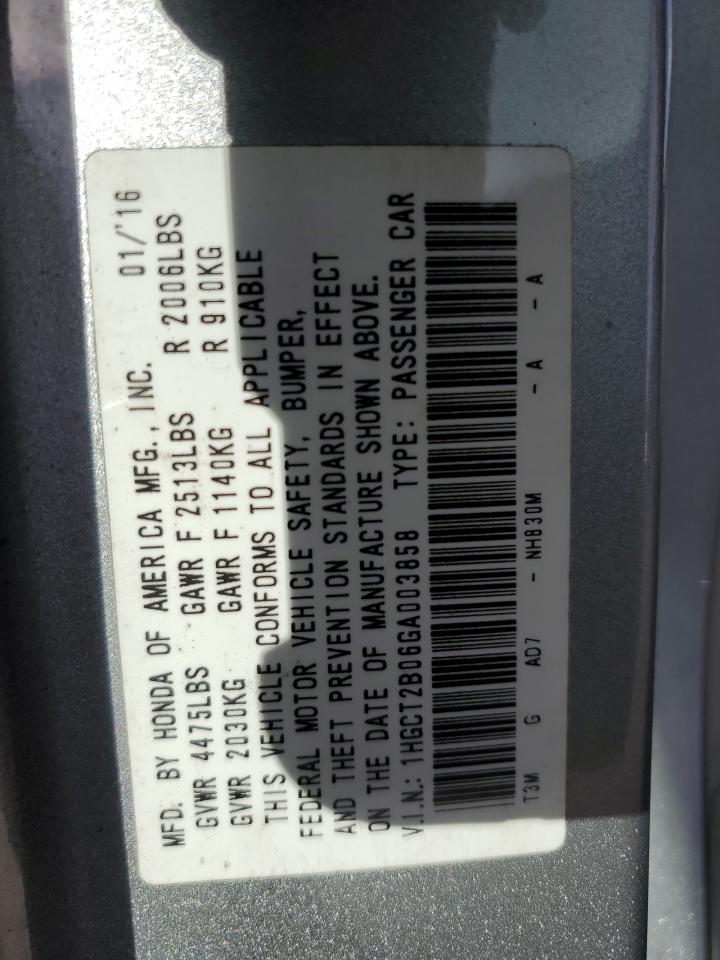 MFD. BY HONDA OF AMERICA MFG., INC. 01/'16
GVWR 4475LBS GAWR F 2513LBS R 2006LBS
GVWR 2030KG GAWR F 1140KG R 910KG
THIS VEHICLE CONFORMS TO ALL APPLICABLE
FEDERAL MOTOR VEHICLE SAFETY, BUMPER,
AND THEFT PREVENTION STANDARDS IN EFFECT
ON THE DATE OF MANUFACTURE SHOWN ABOVE.
V.I.N.: 1HGCT2B06GA003858 TYPE: PASSENGER CAR
T3M G AD7 - NH830M - A - A